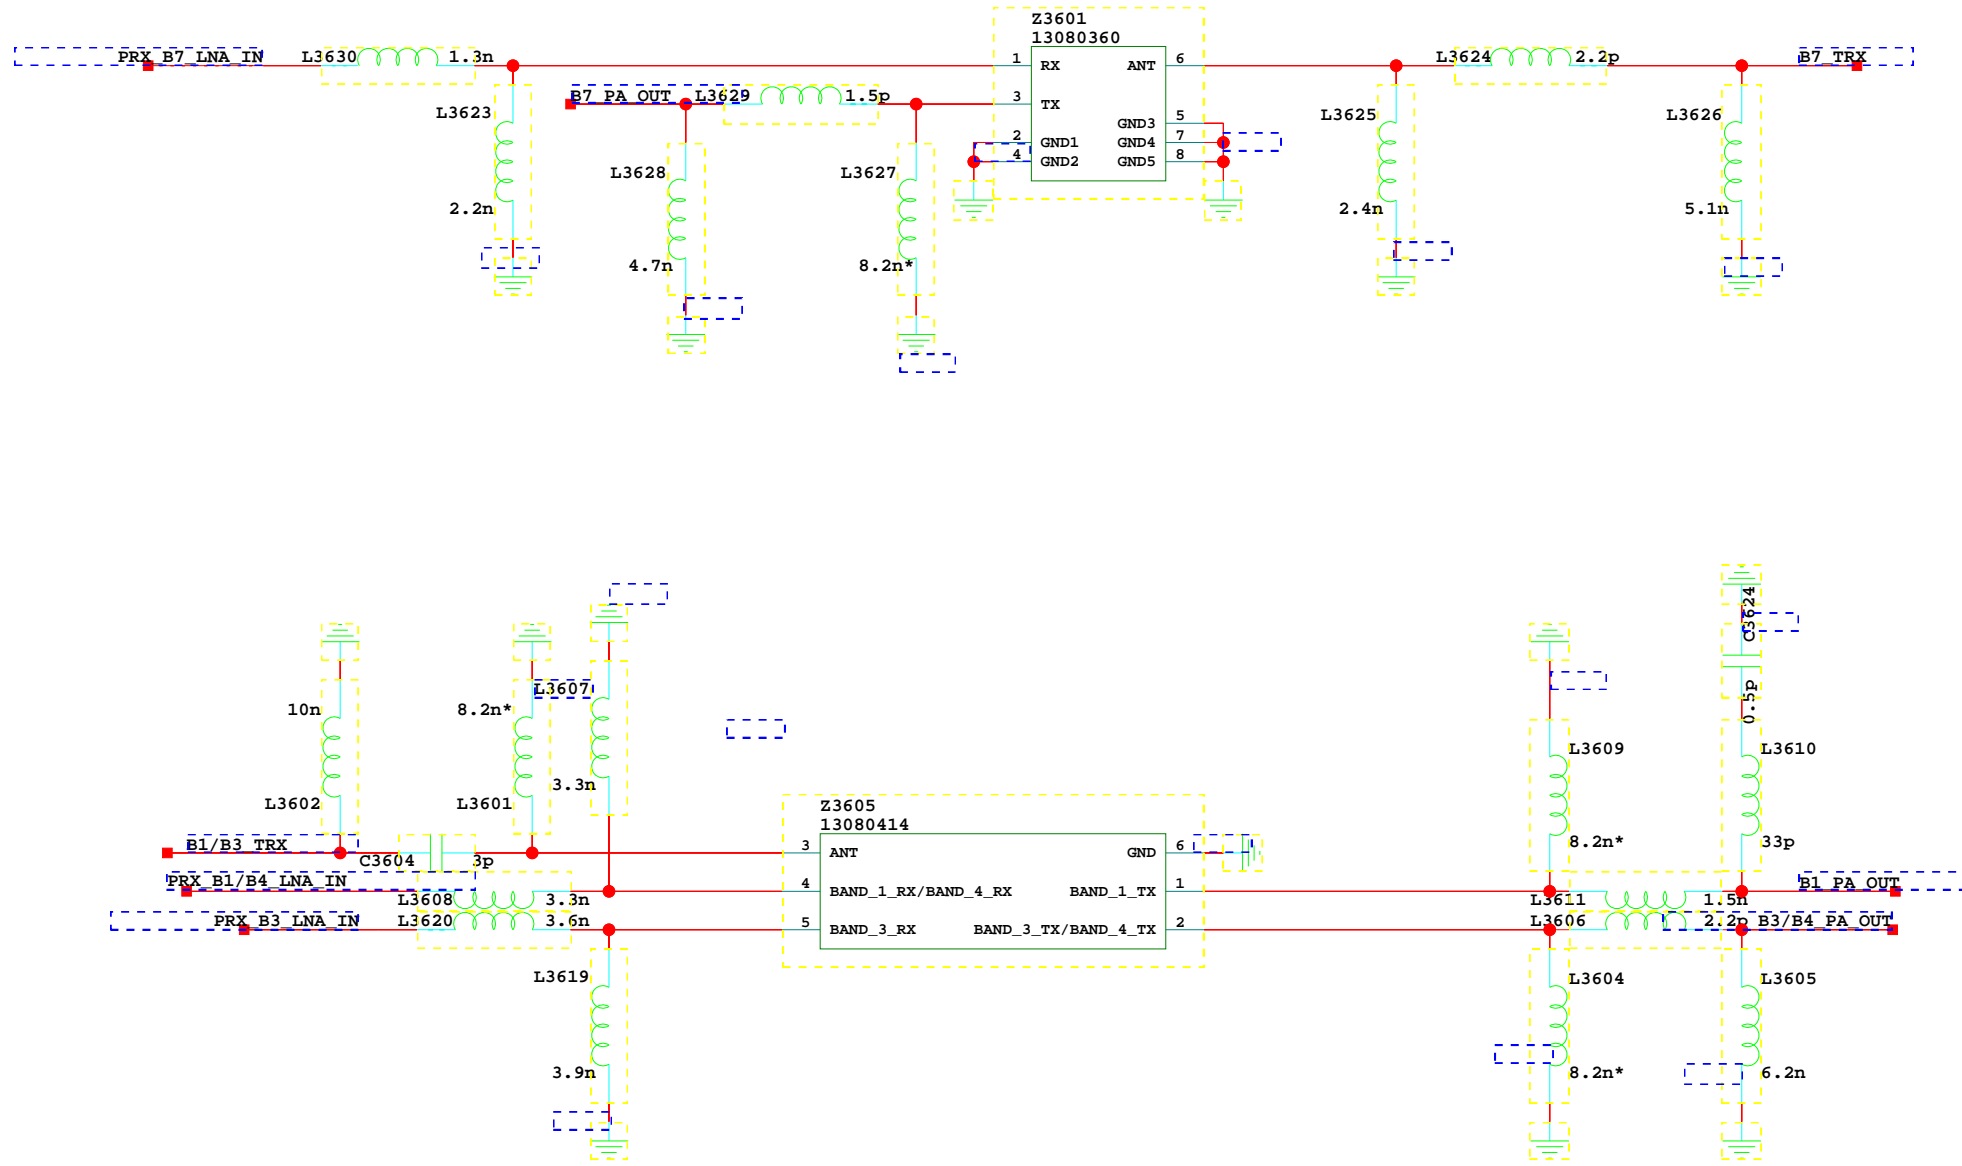 Z3601
13080360
PRX_B7_LNA_IN
L3630
1.3n
1
RX
ANT
6
L3624
2.2p
B7_TRX
B7_PA_OUT
L3629
1.5p
3
TX
L3623
GND3
5
L3625
L3626
2
GND1
GND4
7
4
GND2
GND5
8
L3628
L3627
2.2n
2.4n
5.1n
4.7n
8.2n*
C3624
L3607
10n
8.2n*
0.5p
L3609
L3610
3.3n
L3602
L3601
Z3605
13080414
B1/B3_TRX
C3604
3p
3
ANT
GND
6
8.2n*
33p
PRX_B1/B4_LNA_IN
L3608
3.3n
4
BAND_1_RX/BAND_4_RX
BAND_1_TX
1
L3611
1.5n
B1_PA_OUT
PRX_B3_LNA_IN
L3620
3.6n
5
BAND_3_RX
BAND_3_TX/BAND_4_TX
2
L3606
2.2p
B3/B4_PA_OUT
L3619
L3604
L3605
3.9n
8.2n*
6.2n